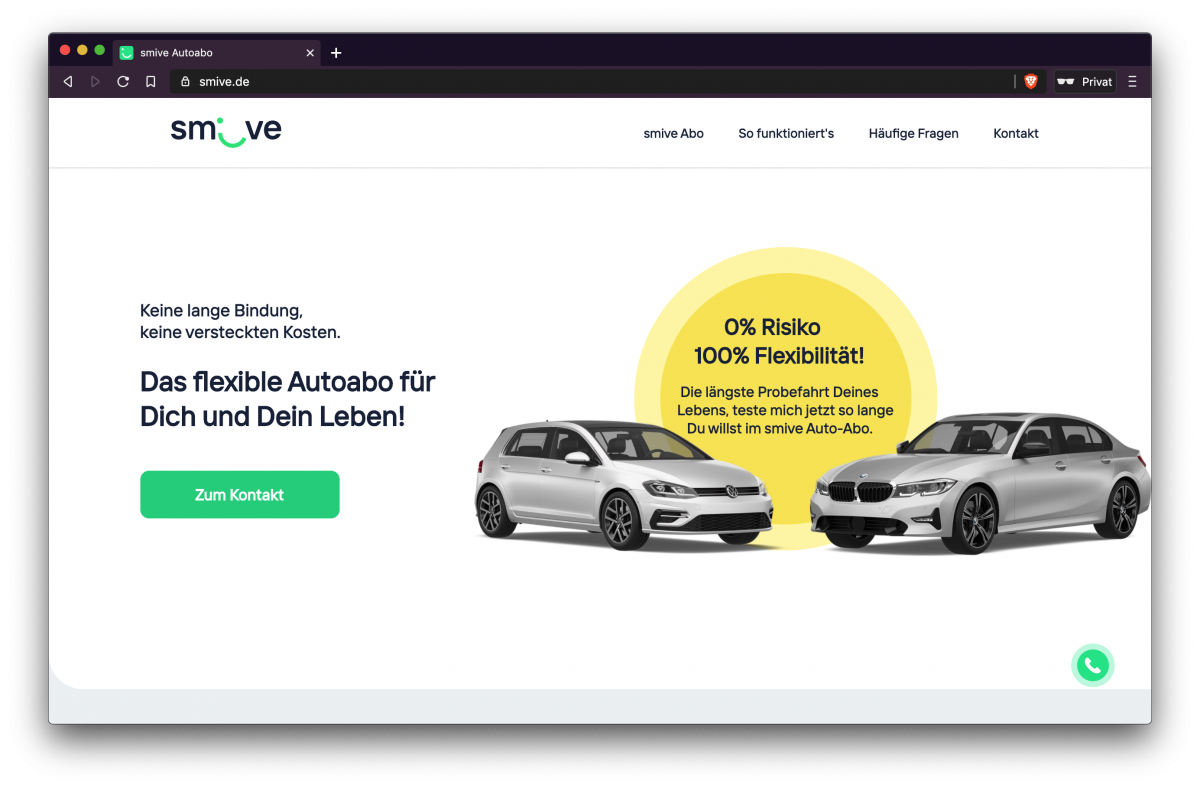 smive Autoabo
smive.de
Privat
smive
smive Abo
So funktioniert's
Häufige Fragen
Kontakt
Keine lange Bindung,
keine versteckten Kosten.
Das flexible Autoabo für
Dich und Dein Leben!
Zum Kontakt
0% Risiko
100% Flexibilität!
Die längste Probefahrt Deines
Lebens, teste mich jetzt so lange
Du willst im smive Auto-Abo.